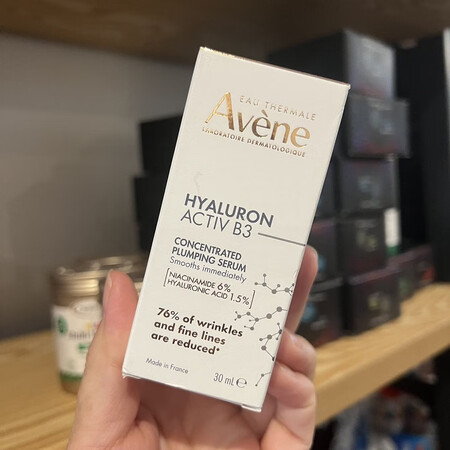 EAU THERMALE
Avène
LABORATOIRE DERMATOLOGIQUE
HYALURON
ACTIV B3
CONCENTRATED
PLUMPING SERUM
Smooths immediately
NIACINAMIDE 6%
HYALURONIC ACID 1.5%
76% of wrinkles
and fine lines
are reduced*
Made in France
30 mL ℮